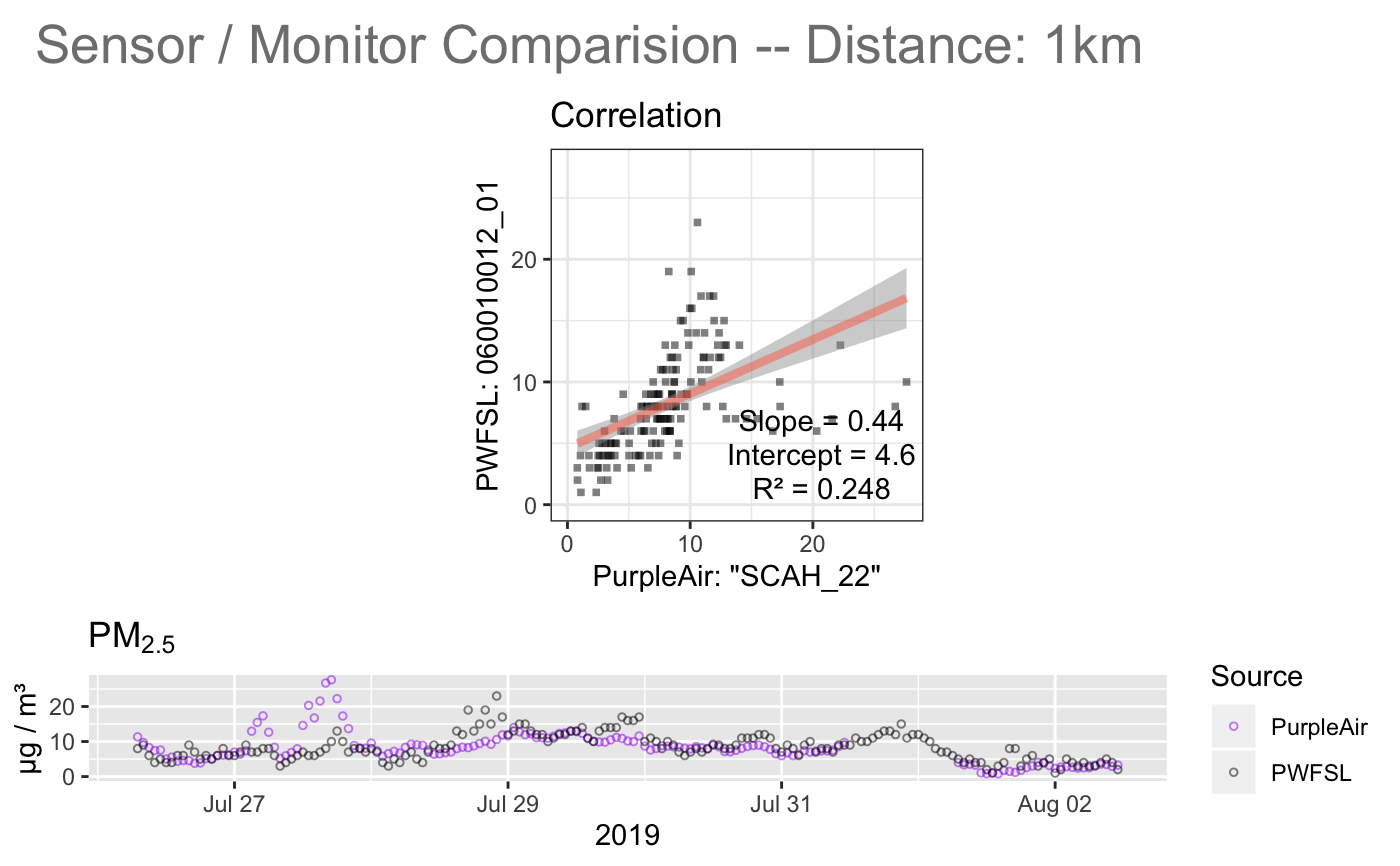 Sensor / Monitor Comparision -- Distance: 1km
Correlation
PWFSL: 060010012_01
20
10
0
Slope = 0.44
Intercept = 4.6
R² = 0.248
0 10 20
PurpleAir: "SCAH_22"
PM2.5
µg / m³
20
10
0
Jul 27 Jul 29 Jul 31 Aug 02
2019
Source
PurpleAir
PWFSL